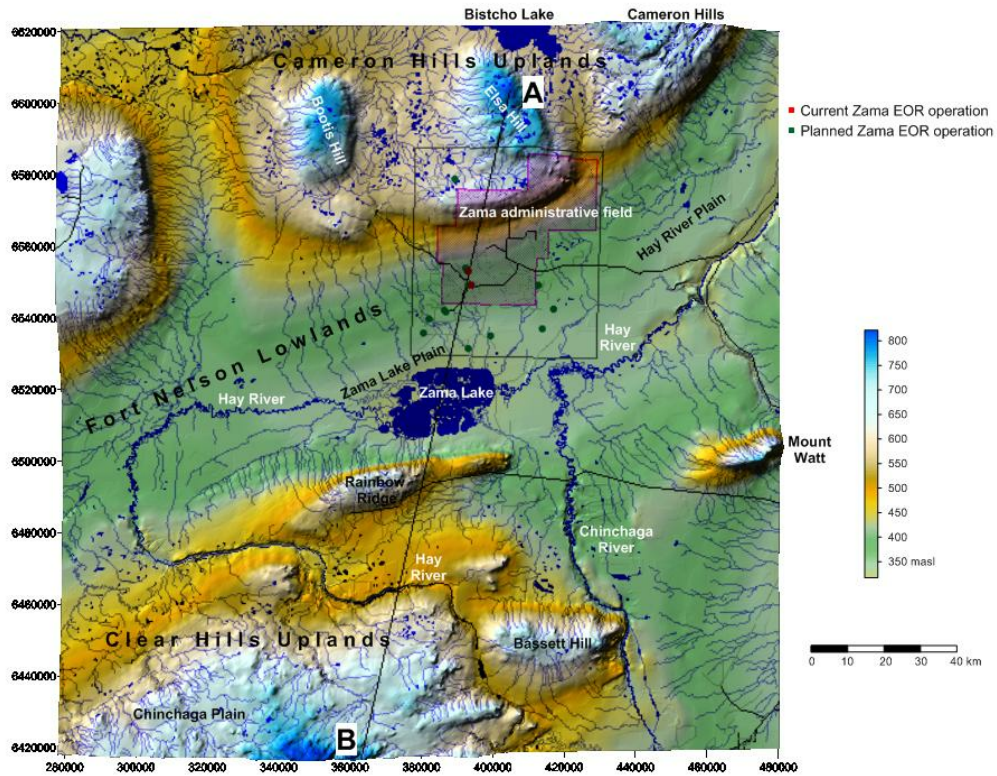 Bistcho Lake
Cameron Hills
6620000
Cameron Hills Uplands
A
Elsa Hill
Bootis Hill
6600000
Current Zama EOR operation
Planned Zama EOR operation
6580000
Zama administrative field
Hay River Plain
6560000
6540000
Fort Nelson Lowlands
Hay
River
Zama Lake Plain
6520000
Hay River
Zama Lake
800
750
700
650
600
550
500
450
400
350 masl
Mount
Watt
6500000
Rainbow
Ridge
6480000
Chinchaga
River
Hay
River
6460000
Clear Hills Uplands
Bassett Hill
0 10 20 30 40 km
6440000
Chinchaga Plain
B
6420000
280000 300000 320000 340000 360000 380000 400000 420000 440000 460000 480000